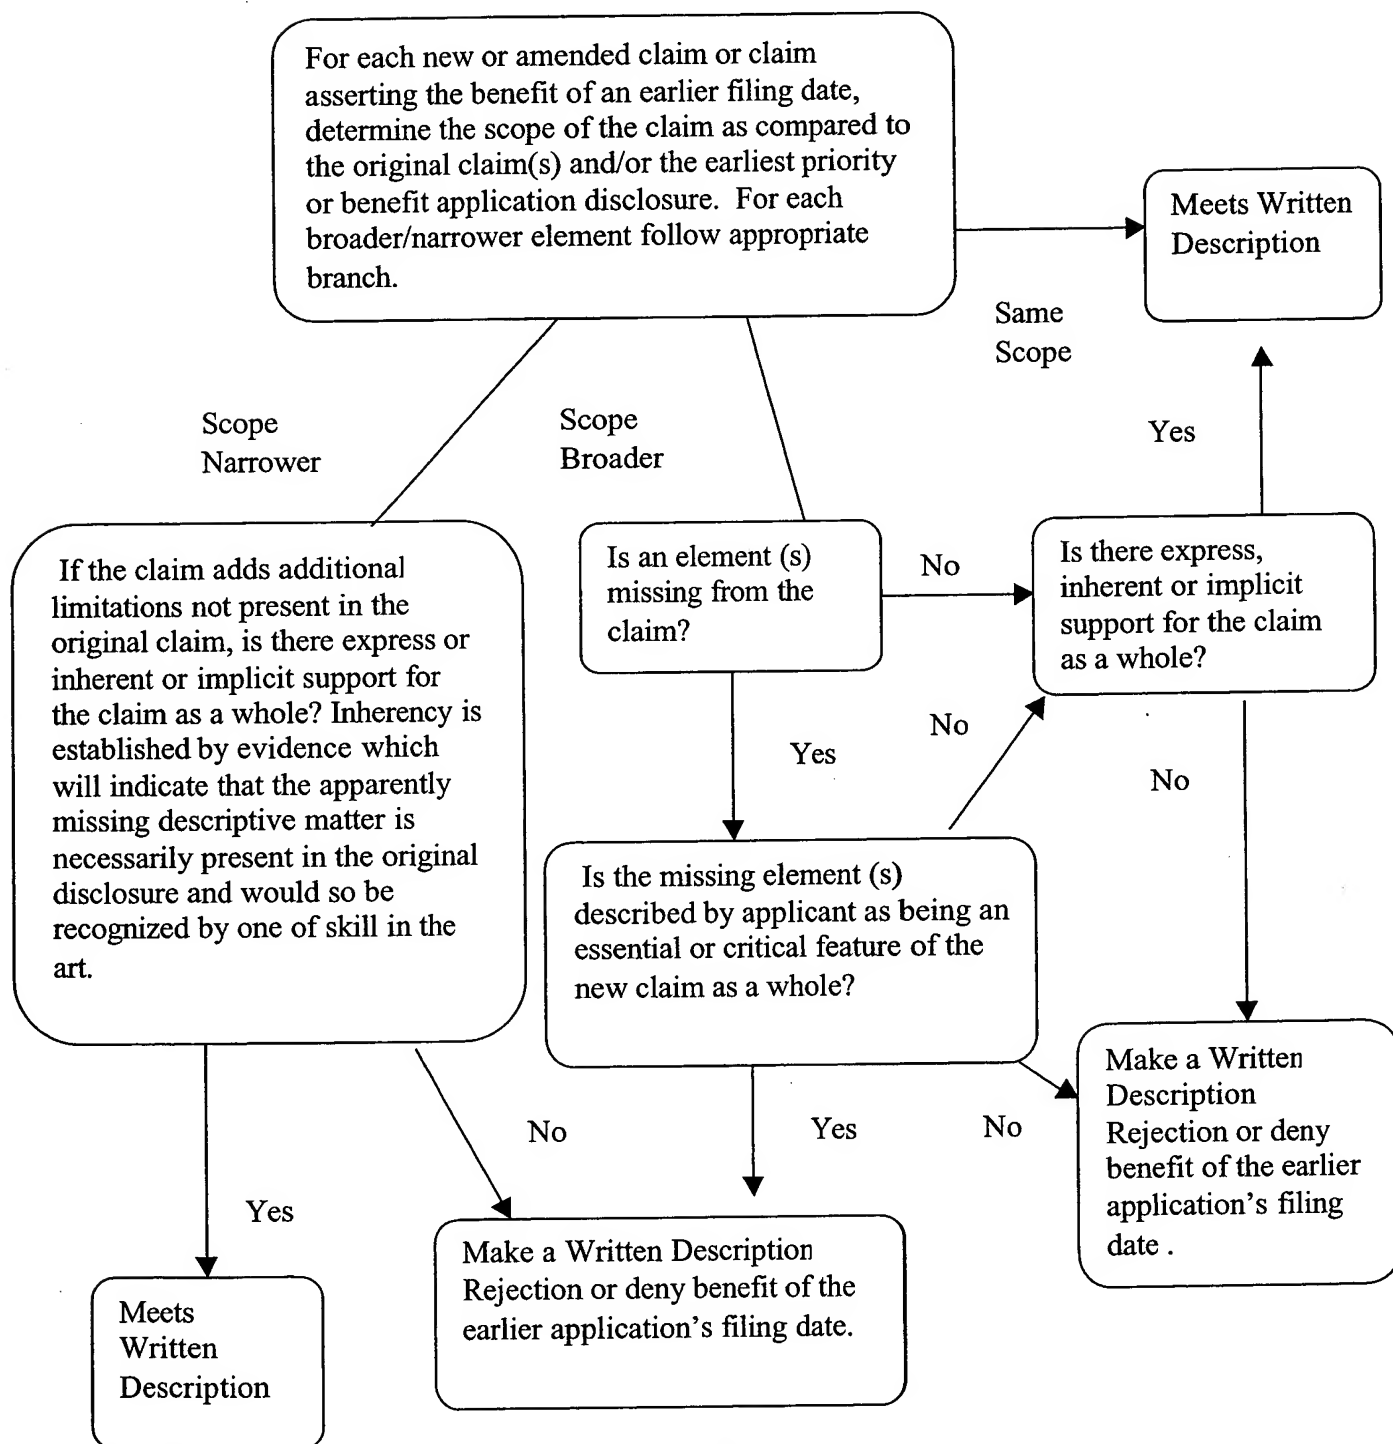 For each new or amended claim or claim
asserting the benefit of an earlier filing date,
determine the scope of the claim as compared to
the original claim(s) and/or the earliest priority
or benefit application disclosure.  For each
broader/narrower element follow appropriate
branch.
Meets Written
Description
Same
Scope
Scope
Narrower
Scope
Broader
Yes
If the claim adds additional
limitations not present in the
original claim, is there express or
inherent or implicit support for
the claim as a whole? Inherency is
established by evidence which
will indicate that the apparently
missing descriptive matter is
necessarily present in the original
disclosure and would so be
recognized by one of skill in the
art.
Is an element (s)
missing from the
claim?
No
Is there express,
inherent or implicit
support for the claim
as a whole?
Yes
No
No
Is the missing element (s)
described by applicant as being an
essential or critical feature of the
new claim as a whole?
Make a Written
Description
Rejection or deny
benefit of the earlier
application's filing
date .
No
Yes
No
Yes
Make a Written Description
Rejection or deny benefit of the
earlier application's filing date.
Meets
Written
Description